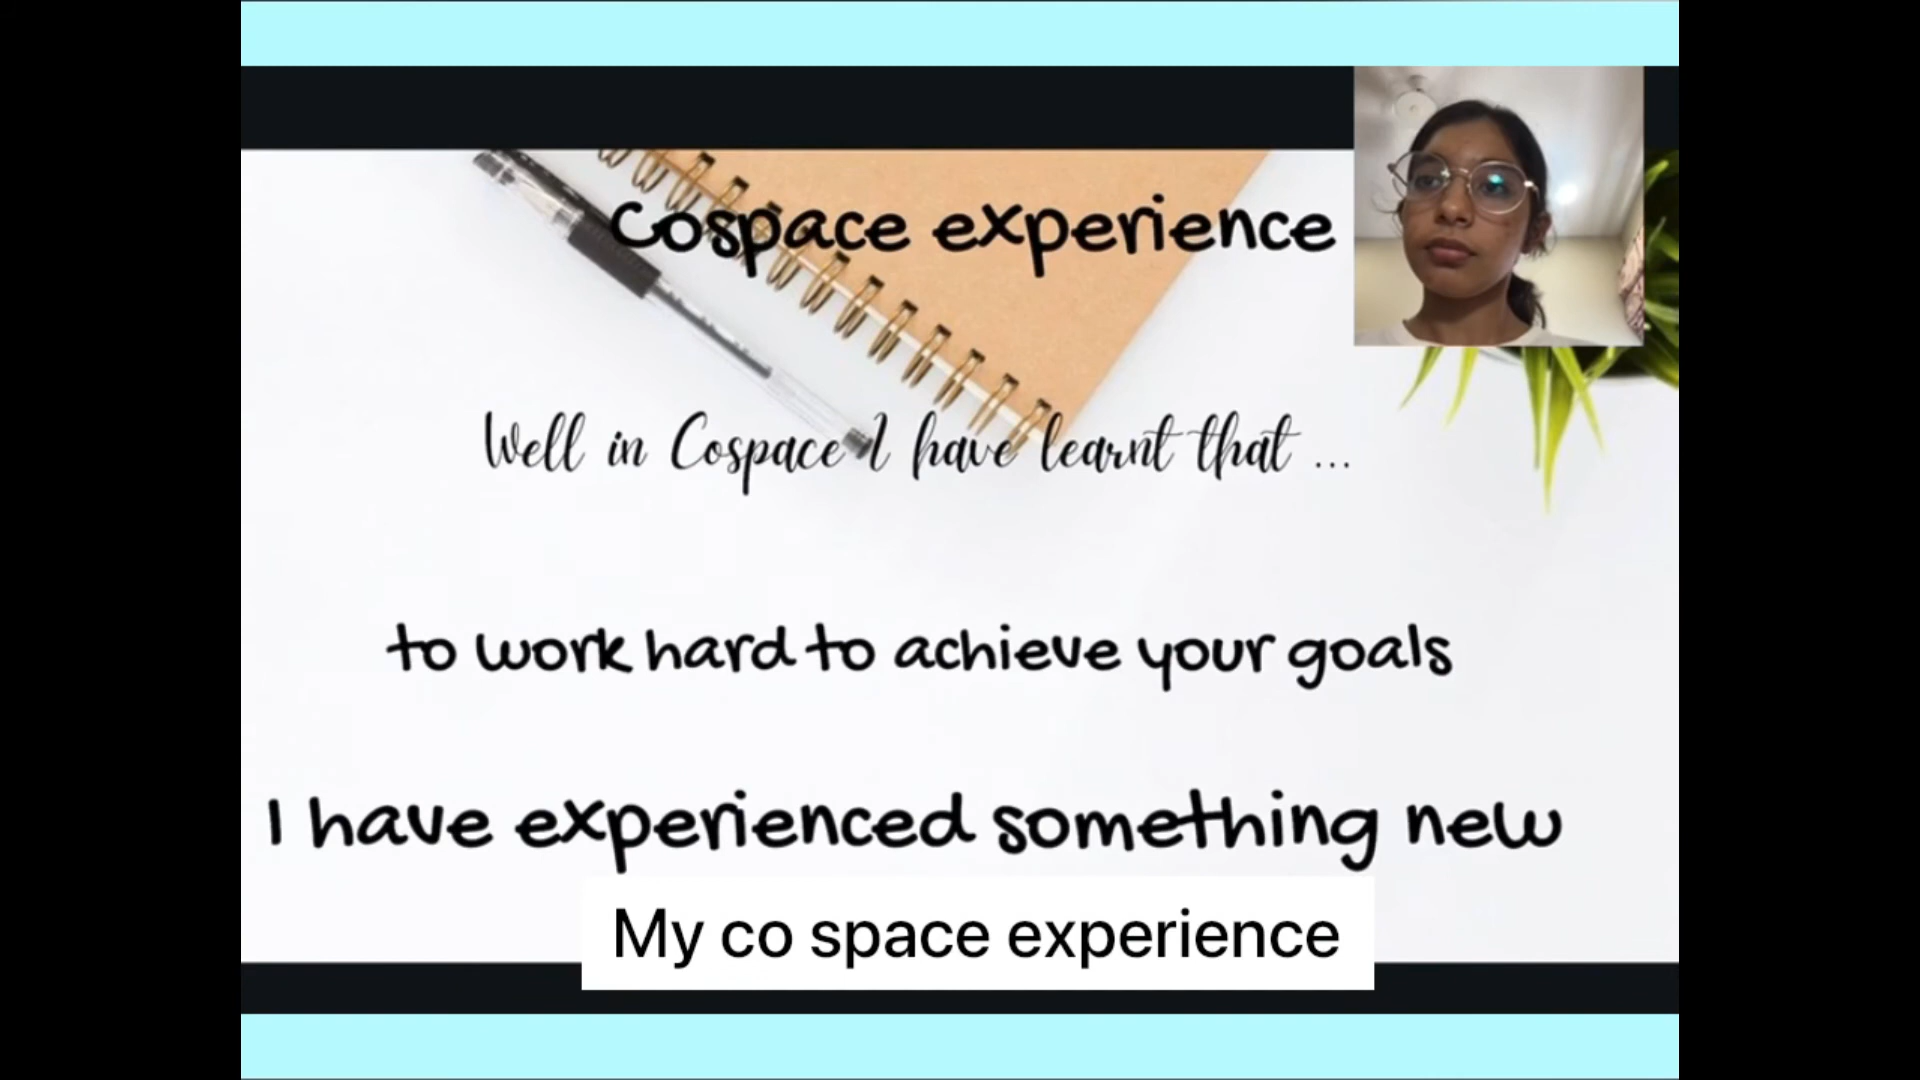 Cospace experience
Well in Cospace I have learnt that ...
to work hard to achieve your goals
I have experienced something new
My co space experience